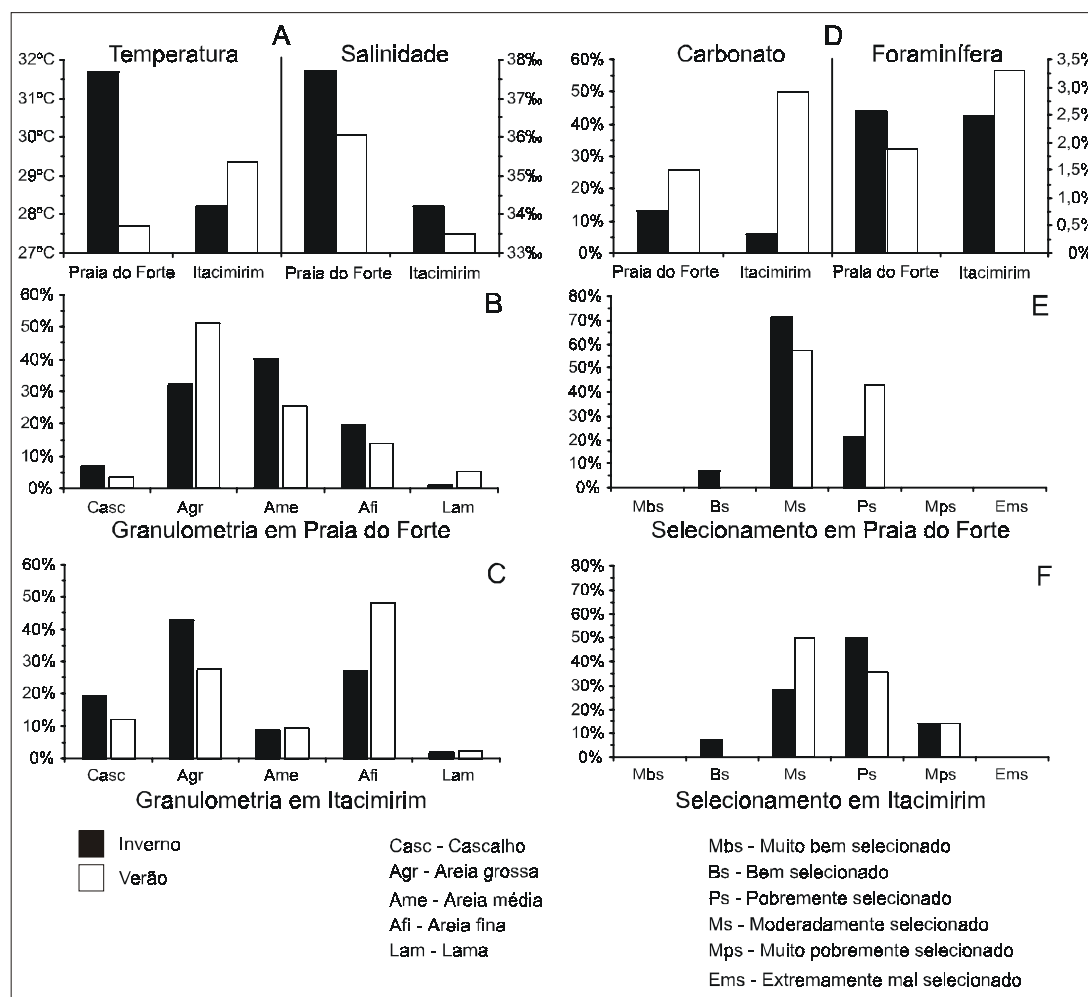 A
Temperatura
Salinidade
32ºC
31ºC
30ºC
29ºC
28ºC
27ºC
38‰
37‰
36‰
35‰
34‰
33‰
Praia do Forte
Itacimirim
Praia do Forte
Itacimirim
D
Carbonato
Foraminífera
60%
50%
40%
30%
20%
10%
0%
3,5%
3,0%
2,5%
2,0%
1,5%
1,0%
0,5%
0%
Praia do Forte
Itacimirim
Praia do Forte
Itacimirim
B
60%
50%
40%
30%
20%
10%
0%
Casc Agr Ame Afi Lam
Granulometria em Praia do Forte
E
80%
70%
60%
50%
40%
30%
20%
10%
0%
Mbs Bs Ms Ps Mps Ems
Selecionamento em Praia do Forte
C
60%
50%
40%
30%
20%
10%
0%
Casc Agr Ame Afi Lam
Granulometria em Itacimirim
F
80%
70%
60%
50%
40%
30%
20%
10%
0%
Mbs Bs Ms Ps Mps Ems
Selecionamento em Itacimirim
Inverno
Verão
Casc - Cascalho
Agr - Areia grossa
Ame - Areia média
Afi - Areia fina
Lam - Lama
Mbs - Muito bem selecionado
Bs - Bem selecionado
Ps - Pobremente selecionado
Ms - Moderadamente selecionado
Mps - Muito pobremente selecionado
Ems - Extremamente mal selecionado